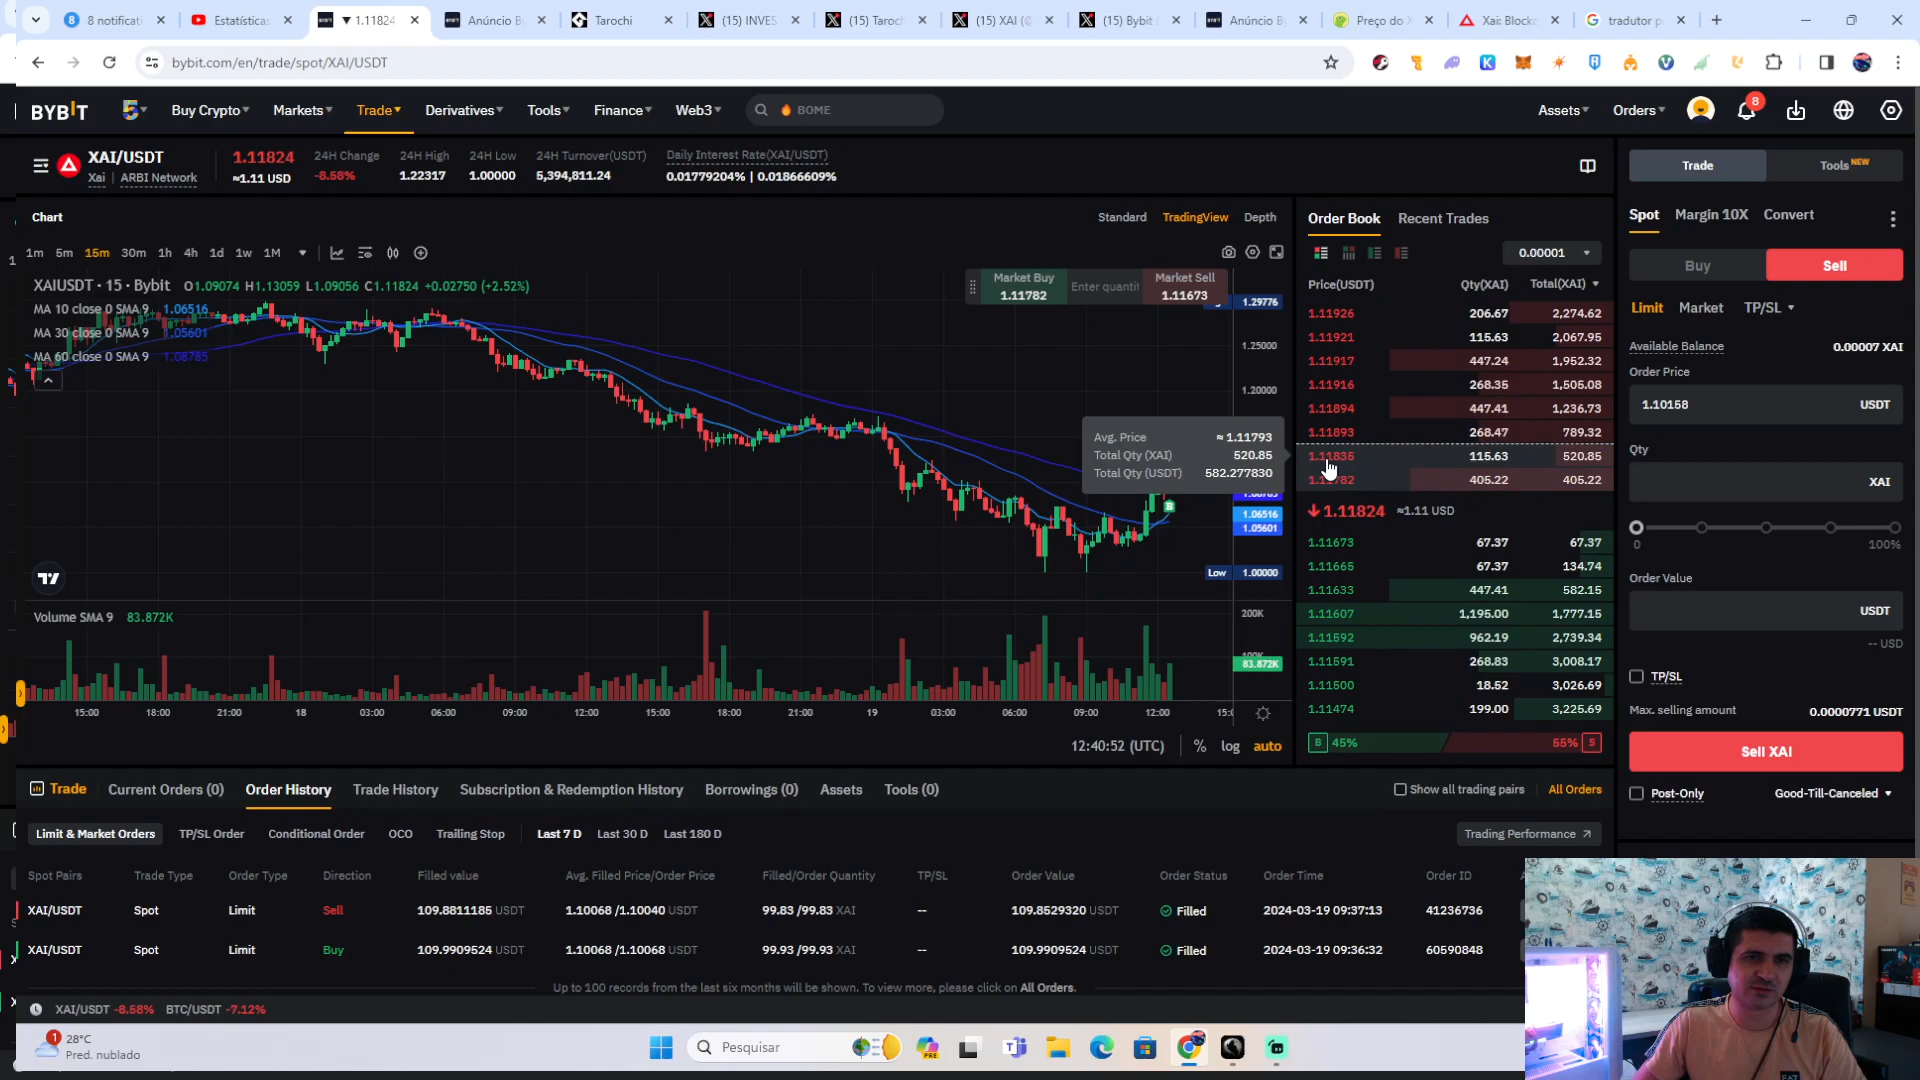 8 notificati
Estatísticas
▼ 1.11824
Anúncio B
Tarochi
(15) INVES
(15) Taroc
(15) XAI (@
(15) Bybit
Anúncio B
Preço do X
Xai: Block
tradutor p
bybit.com/en/trade/spot/XAI/USDT
BYBIT
Buy Crypto
Markets
Trade
Derivatives
Tools
Finance
Web3
BOME
Assets
Orders
8
XAI/USDT
Xai | ARBI Network
1.11824
≈1.11 USD
24H Change
-8.58%
24H High
1.22317
24H Low
1.00000
24H Turnover(USDT)
5,394,811.24
Daily Interest Rate(XAI/USDT)
0.01779204% | 0.01866609%
Trade
Tools NEW
Chart
Standard
TradingView
Depth
1m 5m 15m 30m 1h 4h 1d 1w 1M
XAIUSDT · 15 · Bybit O1.09074 H1.13059 L1.09056 C1.11824 +0.02750 (+2.52%)
MA 10 close 0 SMA 9 1.06516
MA 30 close 0 SMA 9 1.05601
MA 60 close 0 SMA 9 1.08785
Market Buy
1.11782
Enter quantit
Market Sell
1.11673
1.29776
1.25000
1.20000
Avg. Price ≈ 1.11793
Total Qty (XAI) 520.85
Total Qty (USDT) 582.277830
1.06516
1.05601
Low 1.00000
B
Volume SMA 9 83.872K
200K
83.872K
15:00 18:00 21:00 18 03:00 06:00 09:00 12:00 15:00 18:00 21:00 19 03:00 06:00 09:00 12:00 15:
12:40:52 (UTC) % log auto
Order Book
Recent Trades
0.00001
Price(USDT) Qty(XAI) Total(XAI)
1.11926 206.67 2,274.62
1.11921 115.63 2,067.95
1.11917 447.24 1,952.32
1.11916 268.35 1,505.08
1.11894 447.41 1,236.73
1.11893 268.47 789.32
1.11835 115.63 520.85
1.11782 405.22 405.22
1.11824 ≈1.11 USD
1.11673 67.37 67.37
1.11665 67.37 134.74
1.11633 447.41 582.15
1.11607 1,195.00 1,777.15
1.11592 962.19 2,739.34
1.11591 268.83 3,008.17
1.11500 18.52 3,026.69
1.11474 199.00 3,225.69
B 45% 55% S
Spot
Margin 10X
Convert
Buy
Sell
Limit
Market
TP/SL
Available Balance 0.00007 XAI
Order Price
1.10158 USDT
Qty
XAI
0 100%
Order Value
USDT
-- USD
TP/SL
Max. selling amount 0.0000771 USDT
Sell XAI
Post-Only
Good-Till-Canceled
Trade
Current Orders (0)
Order History
Trade History
Subscription & Redemption History
Borrowings (0)
Assets
Tools (0)
Show all trading pairs
All Orders
Limit & Market Orders
TP/SL Order
Conditional Order
OCO
Trailing Stop
Last 7 D
Last 30 D
Last 180 D
Trading Performance
Spot Pairs Trade Type Order Type Direction Filled value Avg. Filled Price/Order Price Filled/Order Quantity TP/SL Order Value Order Status Order Time Order ID
XAI/USDT Spot Limit Sell 109.8811185 USDT 1.10068 /1.10040 USDT 99.83 /99.83 XAI -- 109.8529320 USDT Filled 2024-03-19 09:37:13 41236736
XAI/USDT Spot Limit Buy 109.9909524 USDT 1.10068 /1.10068 USDT 99.93 /99.93 XAI -- 109.9909524 USDT Filled 2024-03-19 09:36:32 60590848
Up to 100 records from the last six months will be shown. To view more, please click on All Orders.
XAI/USDT -8.58% BTC/USDT -7.12%
1
28°C
Pred. nublado
Pesquisar
PRE